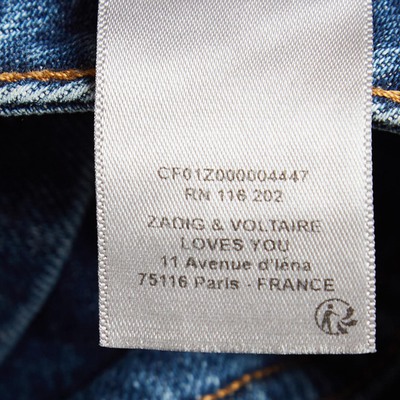 CF01Z000004447
RN 116 202
ZADIG & VOLTAIRE
LOVES YOU
11 Avenue d'Iéna
75116 Paris - FRANCE